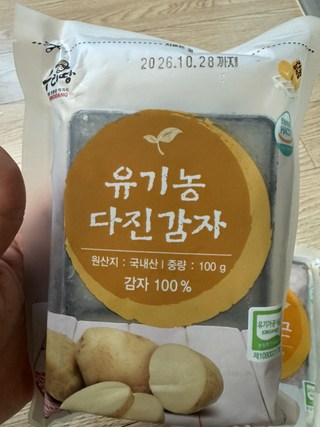 2026.10.28 까지
유기농
다진감자
원산지 : 국내산 | 중량 : 100 g
감자 100%